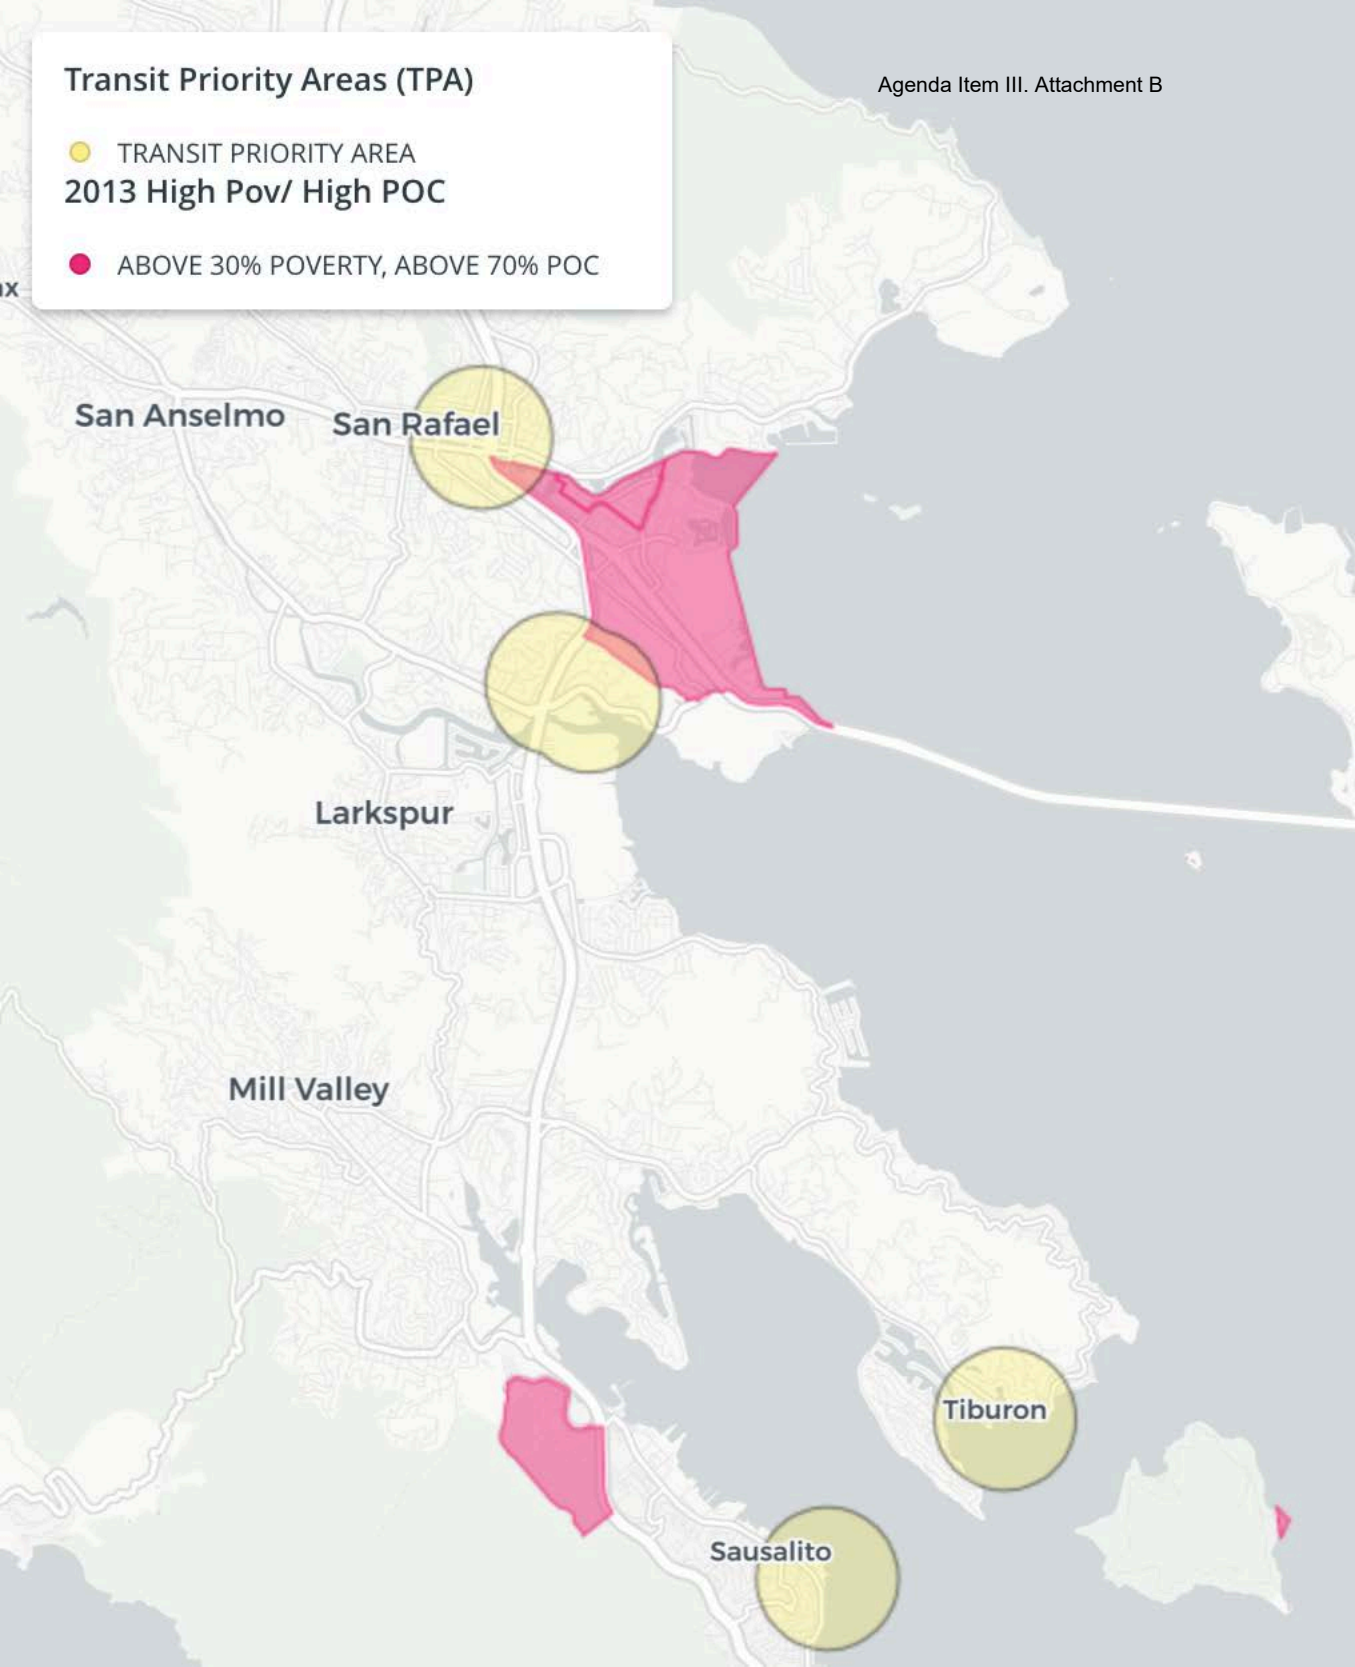 Transit Priority Areas (TPA)
Agenda Item III. Attachment B
TRANSIT PRIORITY AREA
2013 High Pov/ High POC
ABOVE 30% POVERTY, ABOVE 70% POC
ax
San Anselmo
San Rafael
Larkspur
Mill Valley
Tiburon
Sausalito